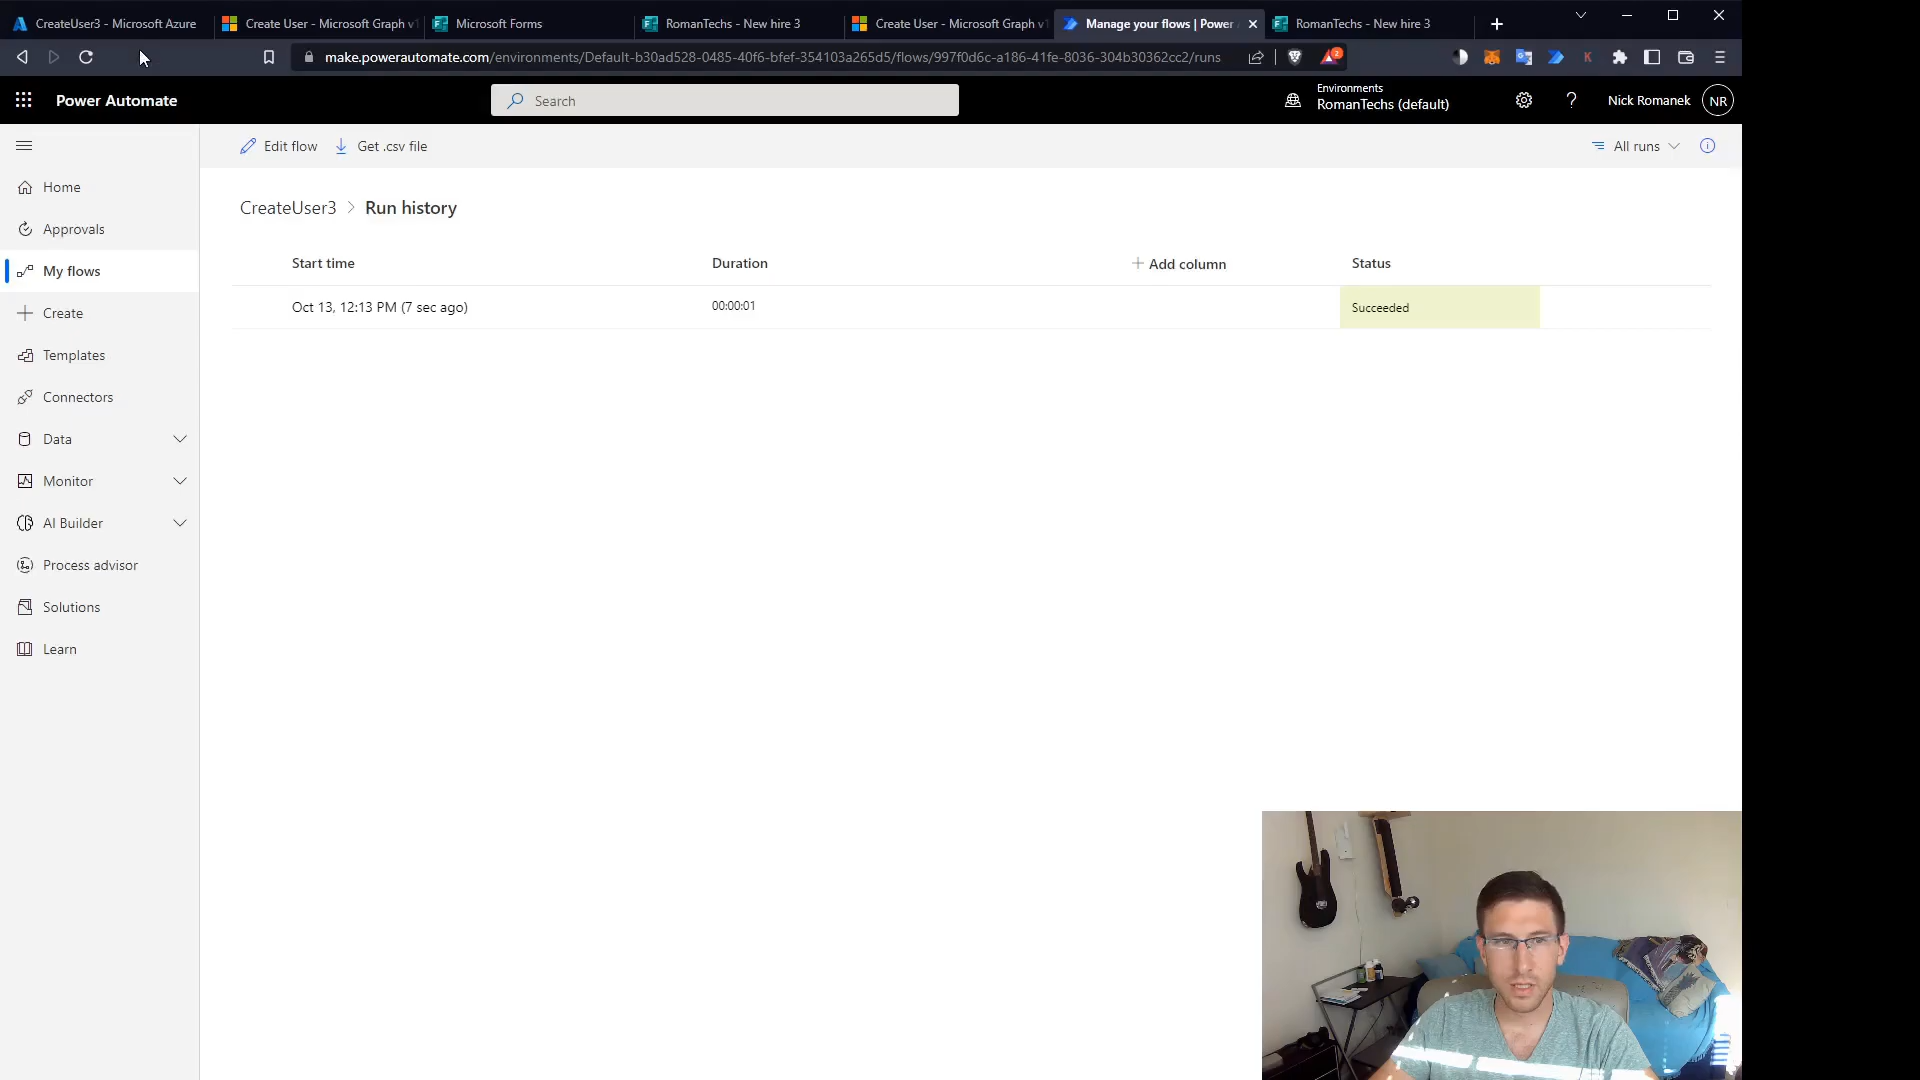 CreateUser3 - Microsoft Azure
Create User - Microsoft Graph v1
Microsoft Forms
RomanTechs - New hire 3
Create User - Microsoft Graph v1
Manage your flows | Power
RomanTechs - New hire 3
make.powerautomate.com/environments/Default-b30ad528-0485-40f6-bfef-354103a265d5/flows/997f0d6c-a186-41fe-8036-304b30362cc2/runs
2
K
Power Automate
Search
Environments
RomanTechs (default)
?
Nick Romanek
NR
Edit flow
Get .csv file
All runs
Home
Approvals
My flows
Create
Templates
Connectors
Data
Monitor
AI Builder
Process advisor
Solutions
Learn
CreateUser3 > Run history
Start time
Duration
+ Add column
Status
Oct 13, 12:13 PM (7 sec ago)
00:00:01
Succeeded